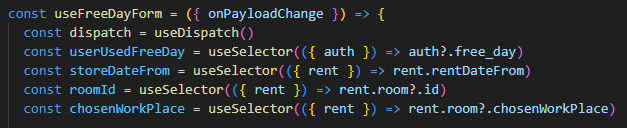 const useFreeDayForm = ({ onPayloadChange }) => {
const dispatch = useDispatch()
const userUsedFreeDay = useSelector(({ auth }) => auth?.free_day)
const storeDateFrom = useSelector(({ rent }) => rent.rentDateFrom)
const roomId = useSelector(({ rent }) => rent.room?.id)
const chosenWorkPlace = useSelector(({ rent }) => rent.room?.chosenWorkPlace)